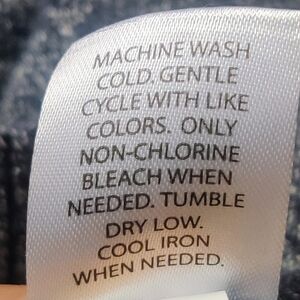 MACHINE WASH
COLD. GENTLE
CYCLE WITH LIKE
COLORS. ONLY
NON-CHLORINE
BLEACH WHEN
NEEDED. TUMBLE
DRY LOW.
COOL IRON
WHEN NEEDED.